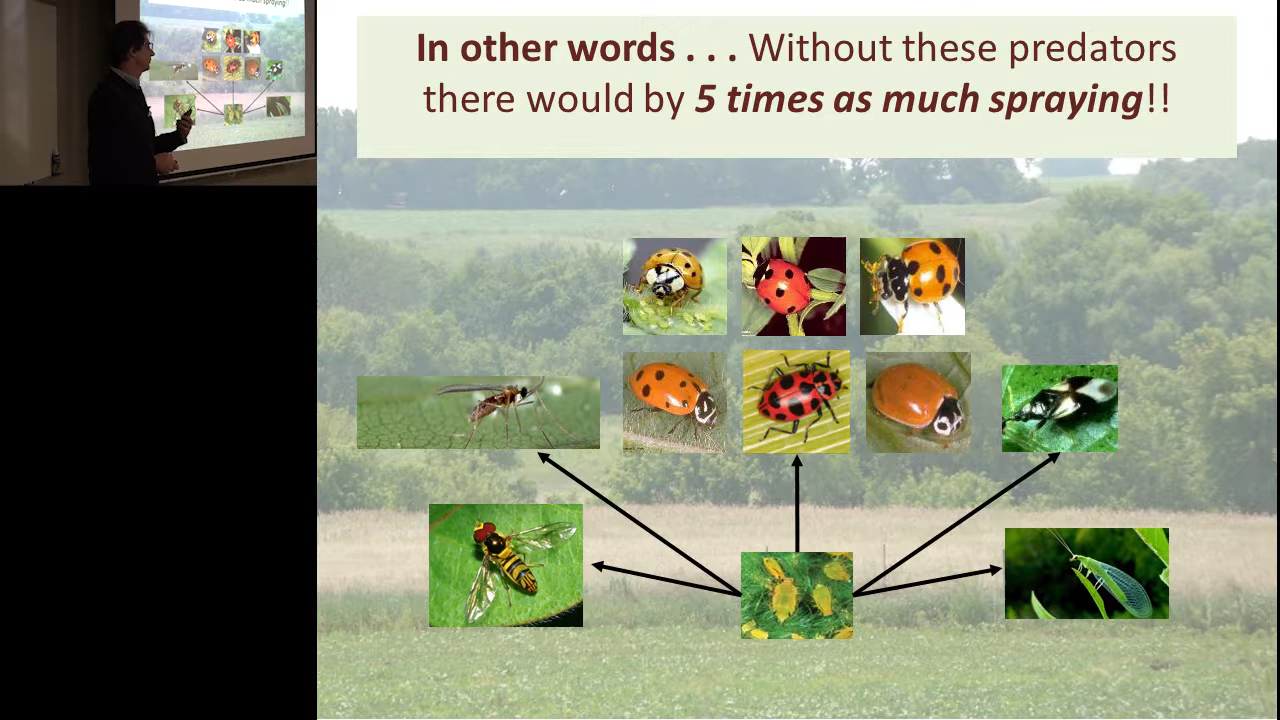 In other words . . . Without these predators
there would by 5 times as much spraying!!